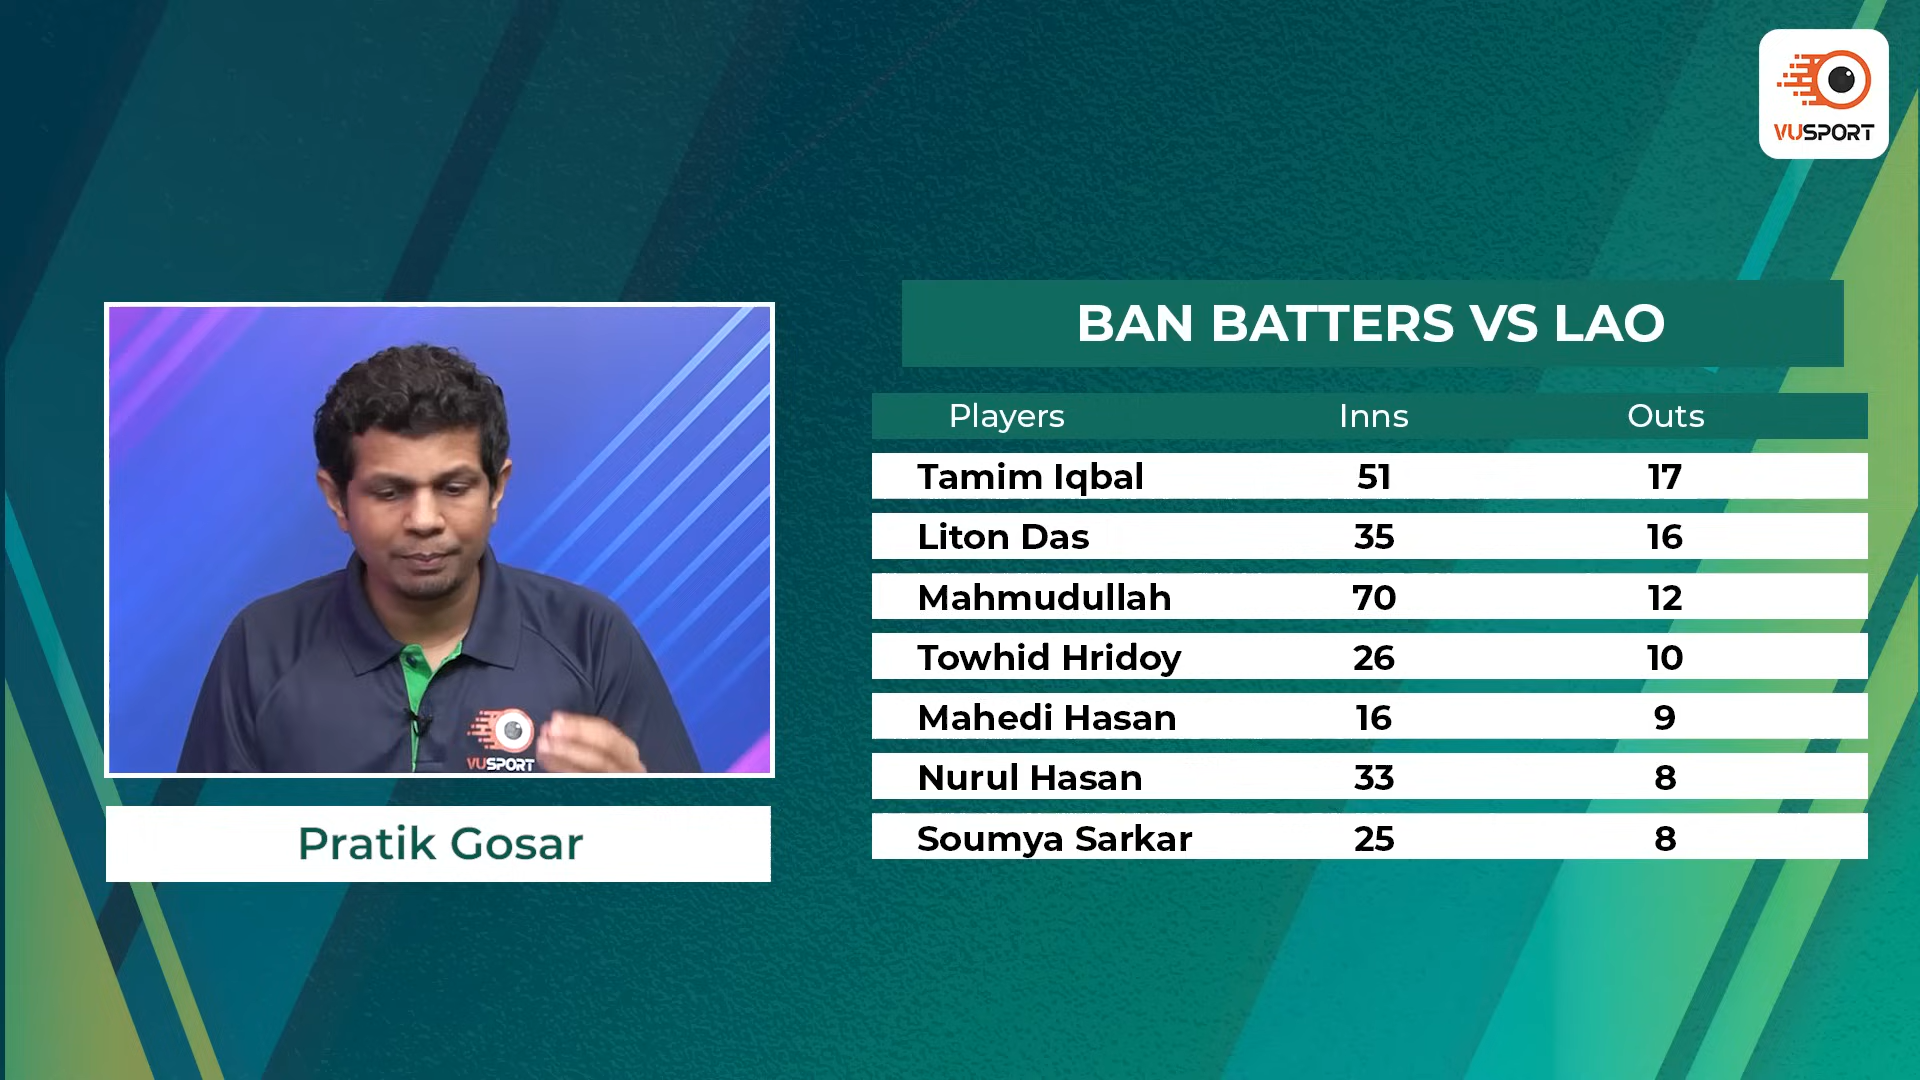 VUSPORT
BAN BATTERS VS LAO
Players Inns Outs
Tamim Iqbal 51 17
Liton Das 35 16
Mahmudullah 70 12
Towhid Hridoy 26 10
Mahedi Hasan 16 9
Nurul Hasan 33 8
Soumya Sarkar 25 8
VUSPORT
Pratik Gosar